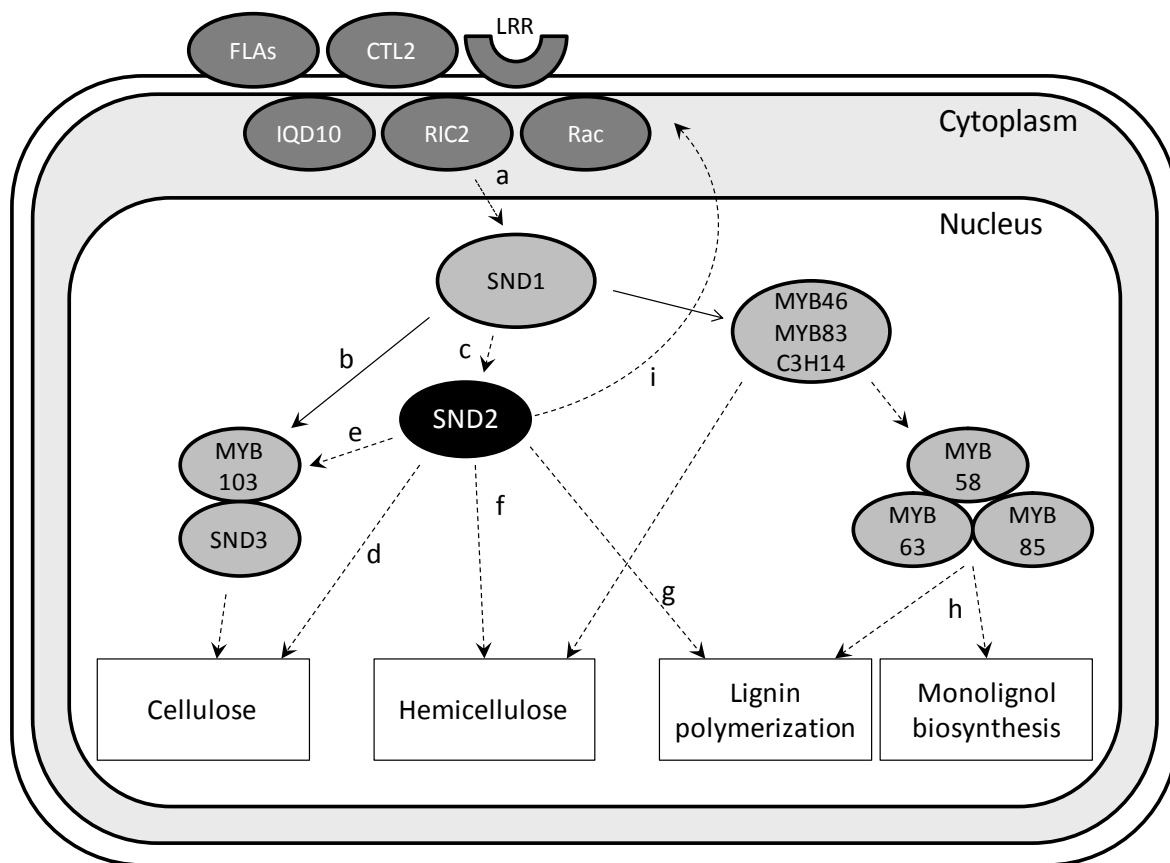 LRR
FLAs
CTL2
IQD10
RIC2
Rac
Cytoplasm
a
Nucleus
SND1
MYB46
MYB83
C3H14
b
c
i
SND2
e
MYB
103
MYB
58
f
SND3
MYB
63
MYB
85
d
g
h
Cellulose
Hemicellulose
Lignin
polymerization
Monolignol
biosynthesis